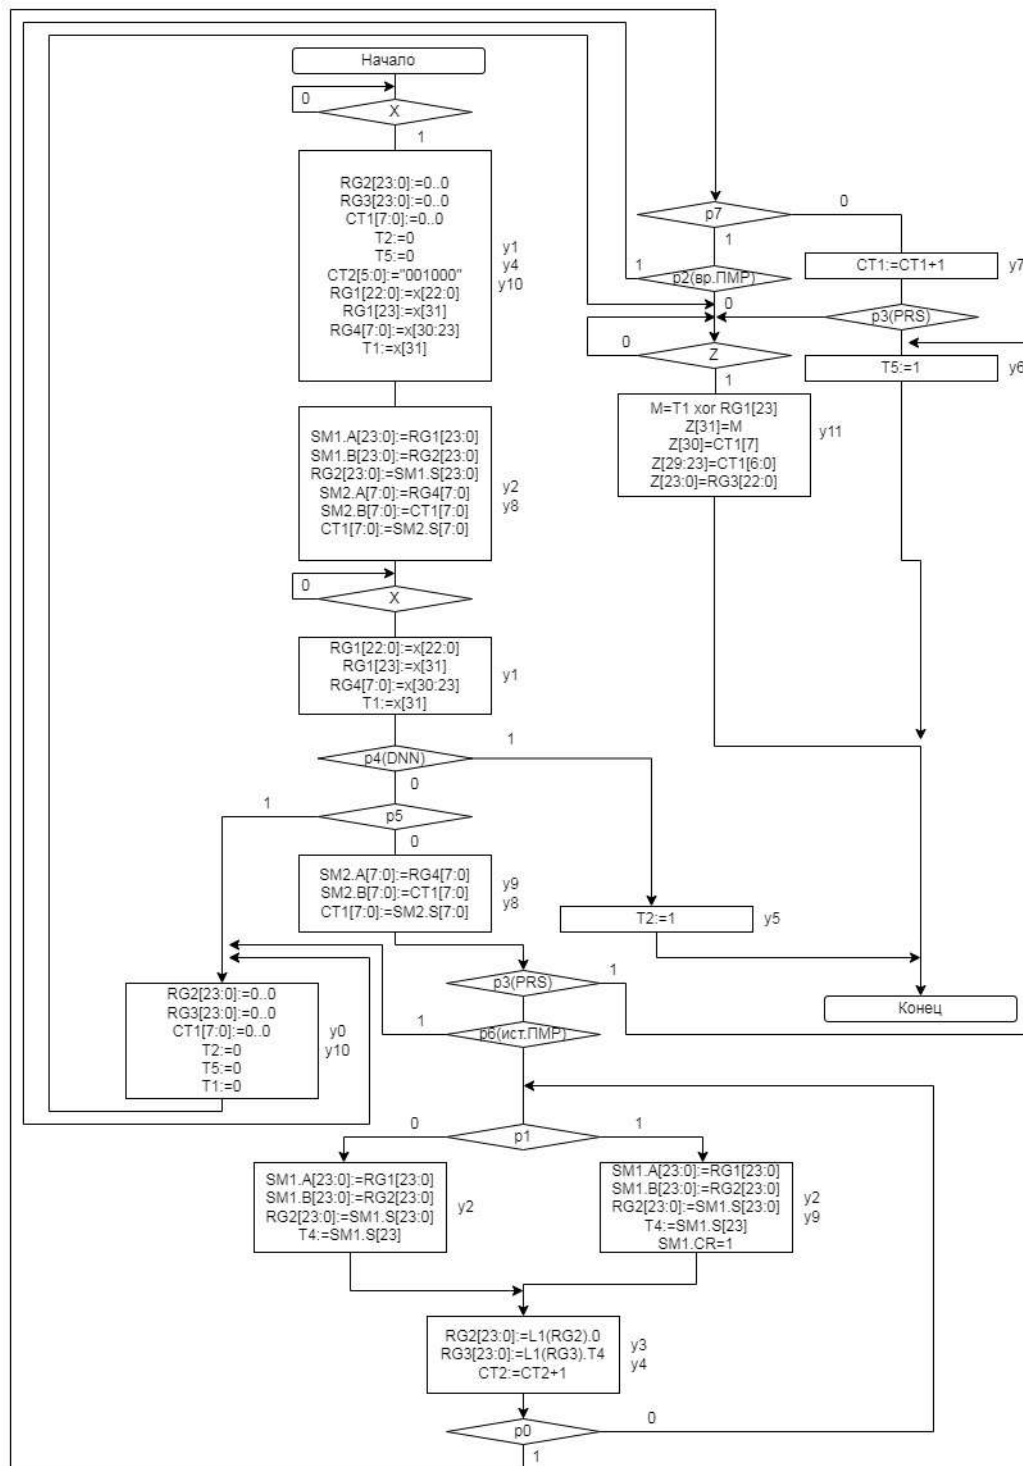 Начало
0
X
1
RG2[23:0]:=0..0
RG3[23:0]:=0..0
CT1[7:0]:=0..0
T2:=0
T5:=0
CT2[5:0]:="001000"
RG1[22:0]:=x[22:0]
RG1[23]:=x[31]
RG4[7:0]:=x[30:23]
T1:=x[31]
y1
y4
y10
SM1.A[23:0]:=RG1[23:0]
SM1.B[23:0]:=RG2[23:0]
RG2[23:0]:=SM1.S[23:0]
SM2.A[7:0]:=RG4[7:0]
SM2.B[7:0]:=CT1[7:0]
CT1[7:0]:=SM2.S[7:0]
y2
y8
0
X
RG1[22:0]:=x[22:0]
RG1[23]:=x[31]
RG4[7:0]:=x[30:23]
T1:=x[31]
y1
p4(DNN)
1
0
p5
1
0
SM2.A[7:0]:=RG4[7:0]
SM2.B[7:0]:=CT1[7:0]
CT1[7:0]:=SM2.S[7:0]
y9
y8
T2:=1
y5
p3(PRS)
1
p6(ист.ПМР)
1
RG2[23:0]:=0..0
RG3[23:0]:=0..0
CT1[7:0]:=0..0
T2:=0
T5:=0
T1:=0
y0
y10
p1
0
1
SM1.A[23:0]:=RG1[23:0]
SM1.B[23:0]:=RG2[23:0]
RG2[23:0]:=SM1.S[23:0]
T4:=SM1.S[23]
y2
SM1.A[23:0]:=RG1[23:0]
SM1.B[23:0]:=RG2[23:0]
RG2[23:0]:=SM1.S[23:0]
T4:=SM1.S[23]
SM1.CR=1
y2
y9
RG2[23:0]:=L1(RG2).0
RG3[23:0]:=L1(RG3).T4
CT2:=CT2+1
y3
y4
p0
0
1
p7
0
1
CT1:=CT1+1
y7
1
p2(вр.ПМР)
0
p3(PRS)
0
Z
1
T5:=1
y6
M=T1 xor RG1[23]
Z[31]=M
Z[30]=CT1[7]
Z[29:23]=CT1[6:0]
Z[23:0]=RG3[22:0]
y11
Конец